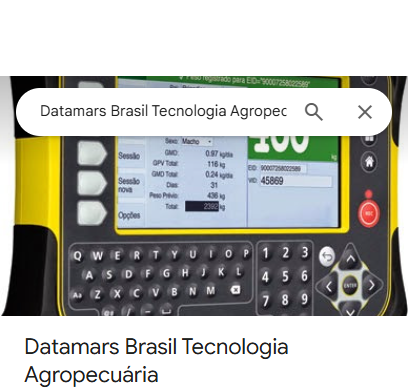 Peso registrado para EID="90007258022589"
Datamars Brasil Tecnologia Agropec
Sexo: Macho
GMD: 0.97 kg/dia
Sessão
GPV Total: 116 kg
GMD Total: 0.24 kg/dia
EID: 90007258022589
Sessão nova
Dias: 31
VID: 45869
Peso Prévio: 436 kg
Opções
Total: 2392 kg
kg
REC
Q W E R T Y U I O P
1 2 3
A S D F G H J K L
4 5 6
ENTER
Aa Z X C V B N M
7 8 9
Datamars Brasil Tecnologia
Agropecuária